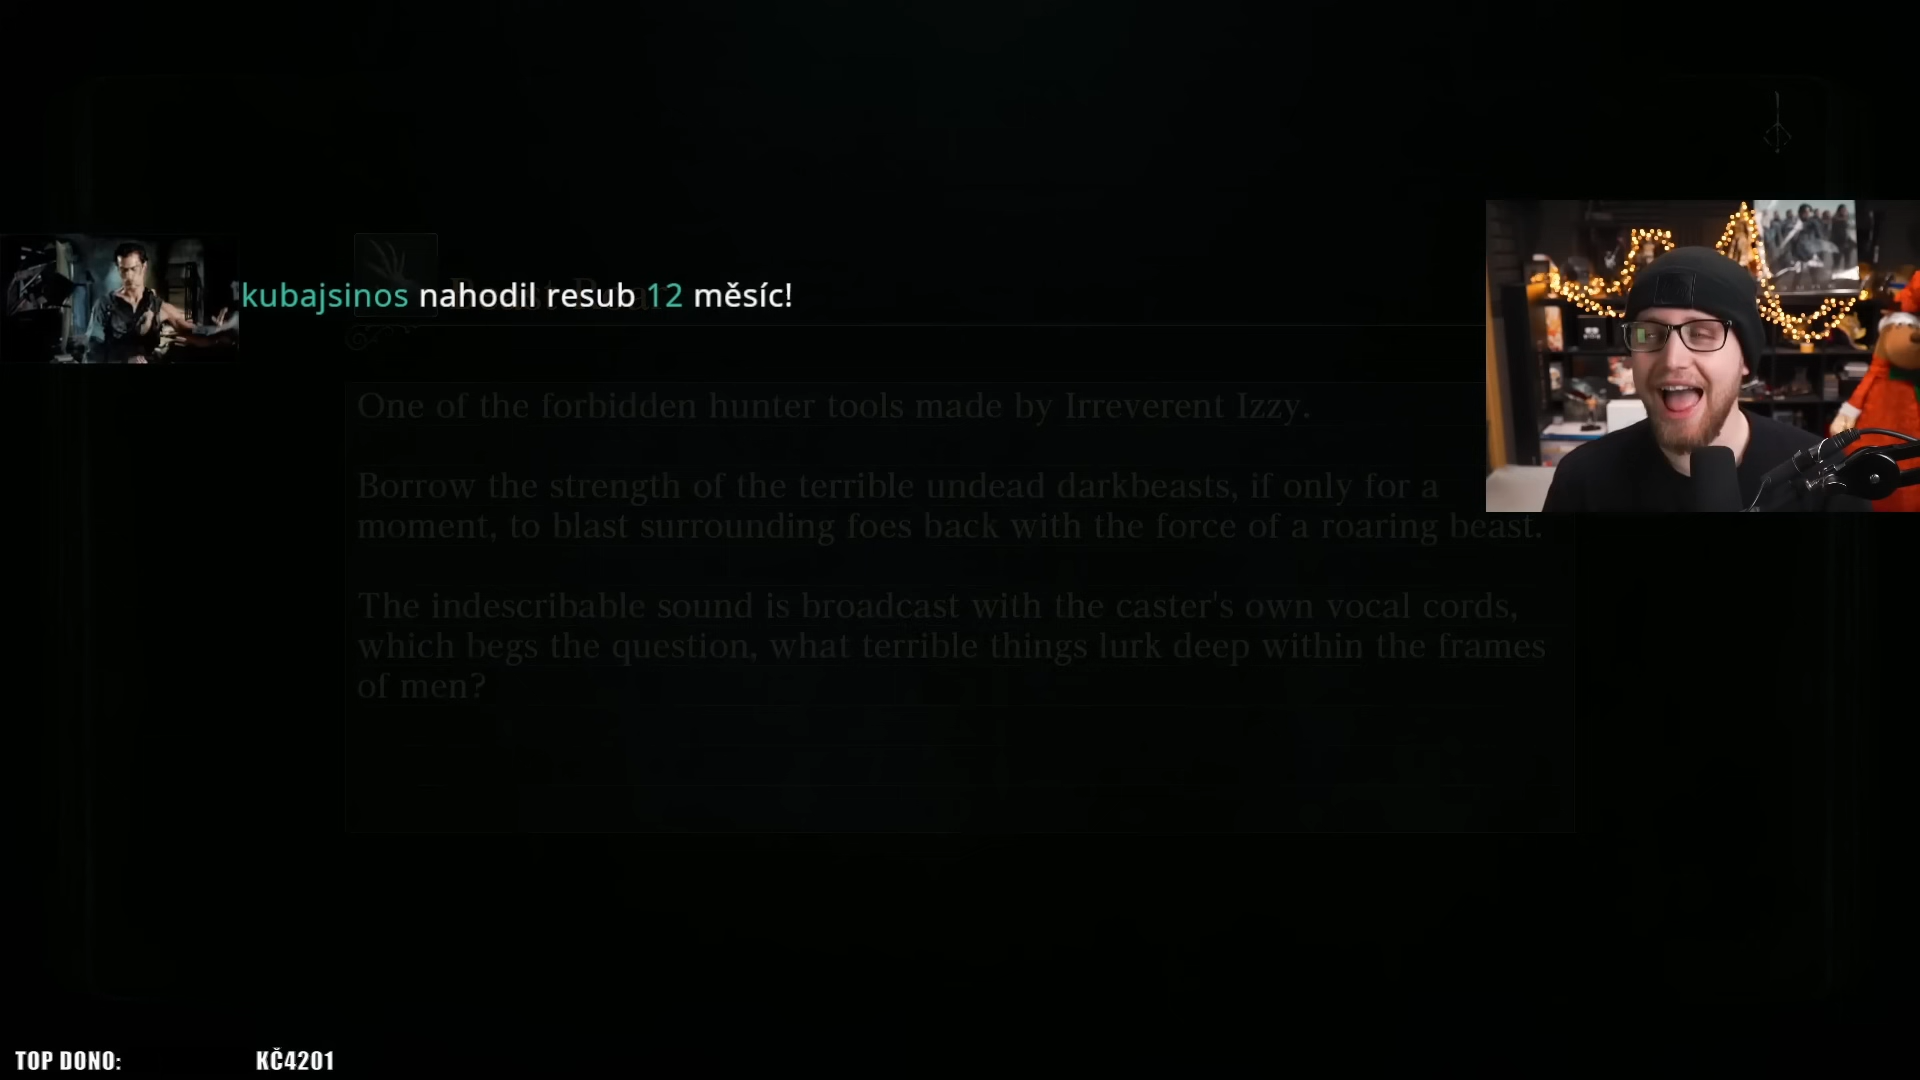 kubajsinos nahodil resub 12 měsíc!
One of the forbidden hunter tools made by Irreverent Izzy.
Borrow the strength of the terrible undead darkbeasts, if only for a
moment, to blast surrounding foes back with the force of a roaring beast.
The indescribable sound is broadcast with the caster's own vocal cords,
which begs the question, what terrible things lurk deep within the frames
of men?
TOP DONO: KČ4201